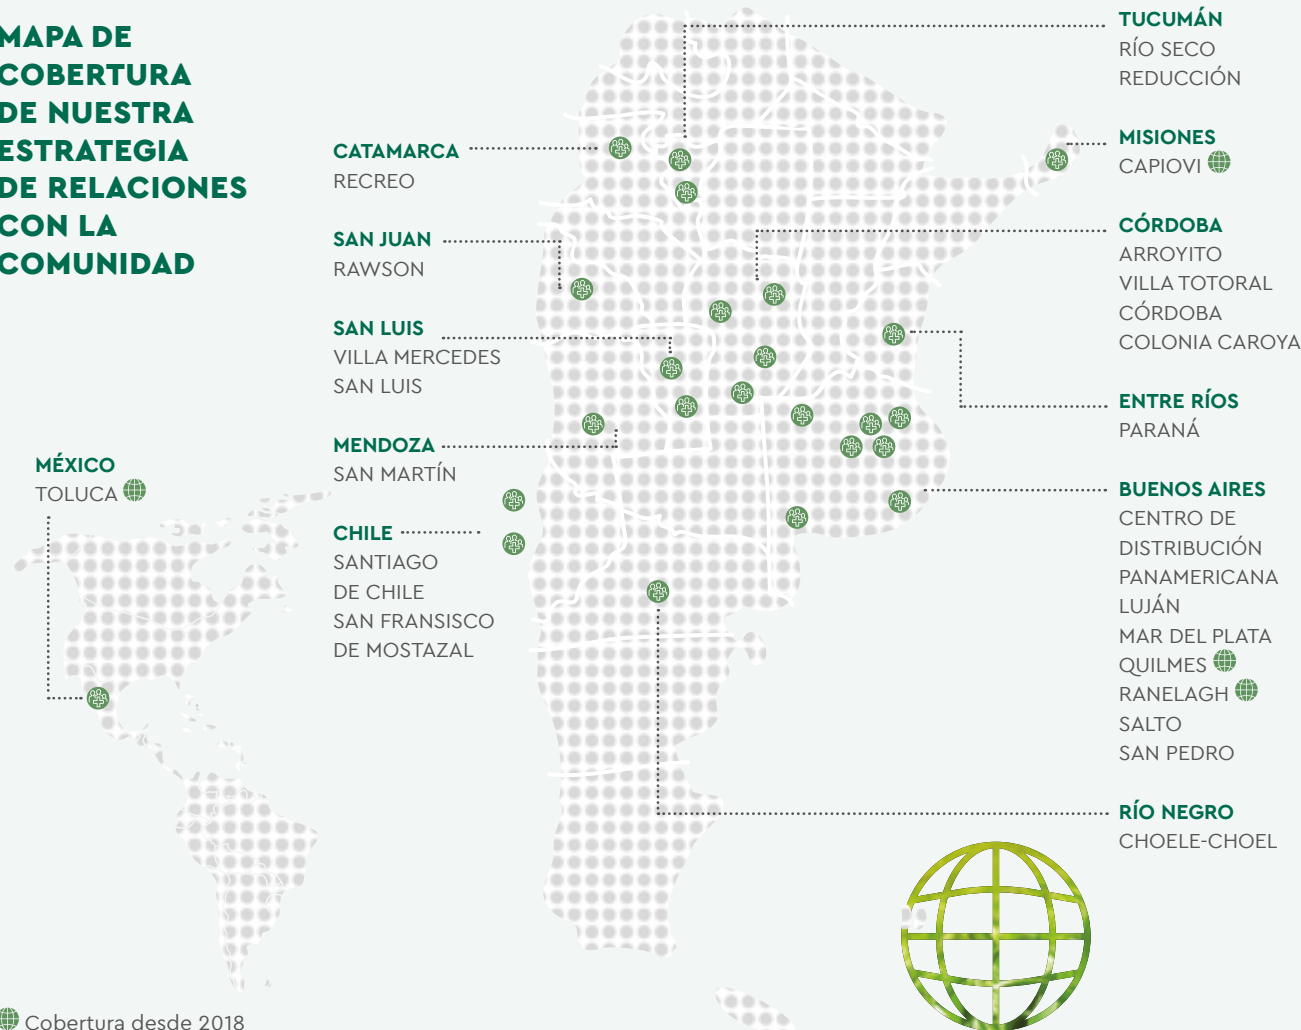 MAPA DE
COBERTURA
DE NUESTRA
ESTRATEGIA
DE RELACIONES
CON LA
COMUNIDAD
MÉXICO
TOLUCA
CATAMARCA
RECREO
SAN JUAN
RAWSON
SAN LUIS
VILLA MERCEDES
SAN LUIS
MENDOZA
SAN MARTÍN
CHILE
SANTIAGO
DE CHILE
SAN FRANSISCO
DE MOSTAZAL
TUCUMÁN
RÍO SECO
REDUCCIÓN
MISIONES
CAPIOVI
CÓRDOBA
ARROYITO
VILLA TOTORAL
CÓRDOBA
COLONIA CAROYA
ENTRE RÍOS
PARANÁ
BUENOS AIRES
CENTRO DE
DISTRIBUCIÓN
PANAMERICANA
LUJÁN
MAR DEL PLATA
QUILMES
RANELAGH
SALTO
SAN PEDRO
RÍO NEGRO
CHOELE-CHOEL
Cobertura desde 2018